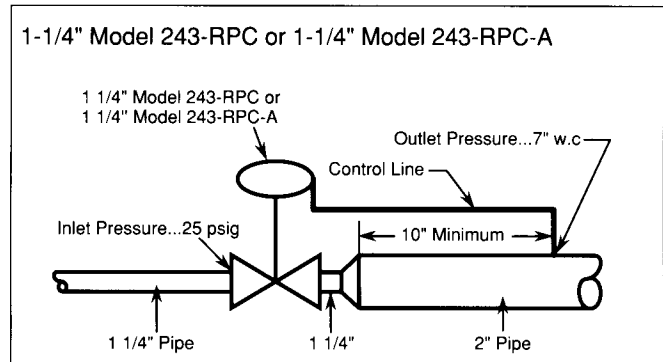 1-1/4" Model 243-RPC or 1-1/4" Model 243-RPC-A
1 1/4" Model 243-RPC or
1 1/4" Model 243-RPC-A
Outlet Pressure...7" w.c
Control Line
Inlet Pressure...25 psig
10" Minimum
1 1/4" Pipe
1 1/4"
2" Pipe